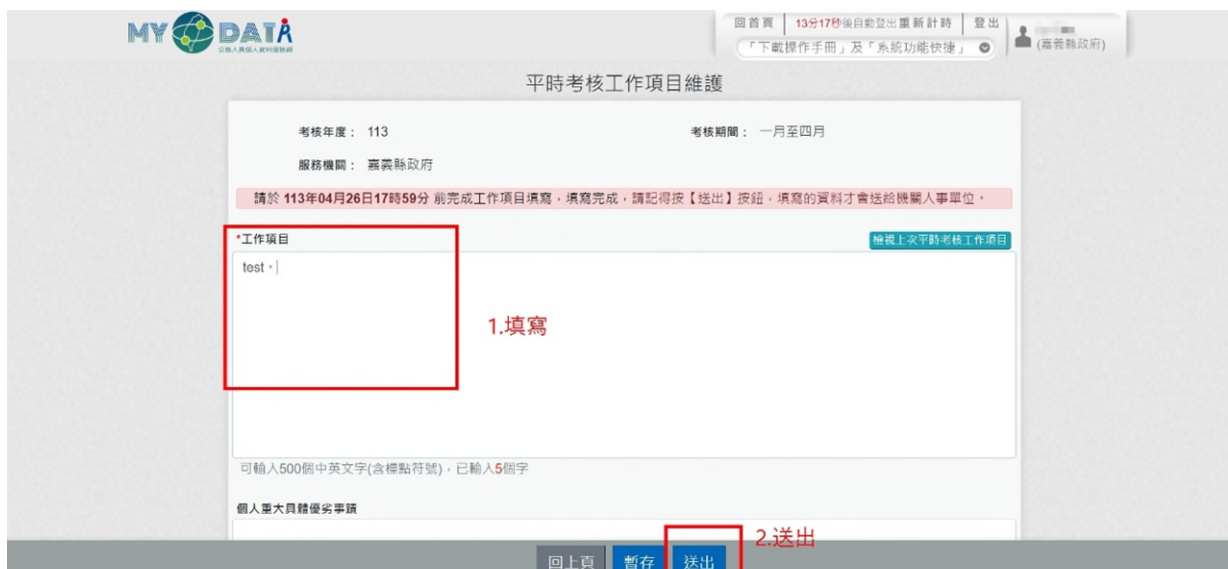 MY DATA
公務人員個人資料服務網
回首頁 13分17秒後自動登出重新計時 登出
「下載操作手冊」及「系統功能快捷」
(嘉義縣政府)
平時考核工作項目維護
考核年度： 113
考核期間： 一月至四月
服務機關： 嘉義縣政府
請於 113年04月26日17時59分 前完成工作項目填寫，填寫完成，請記得按【送出】按鈕，填寫的資料才會送給機關人事單位。
*工作項目
檢視上次平時考核工作項目
test。
1.填寫
可輸入500個中英文字(含標點符號)，已輸入5個字
個人重大具體優劣事蹟
2.送出
回上頁 暫存 送出